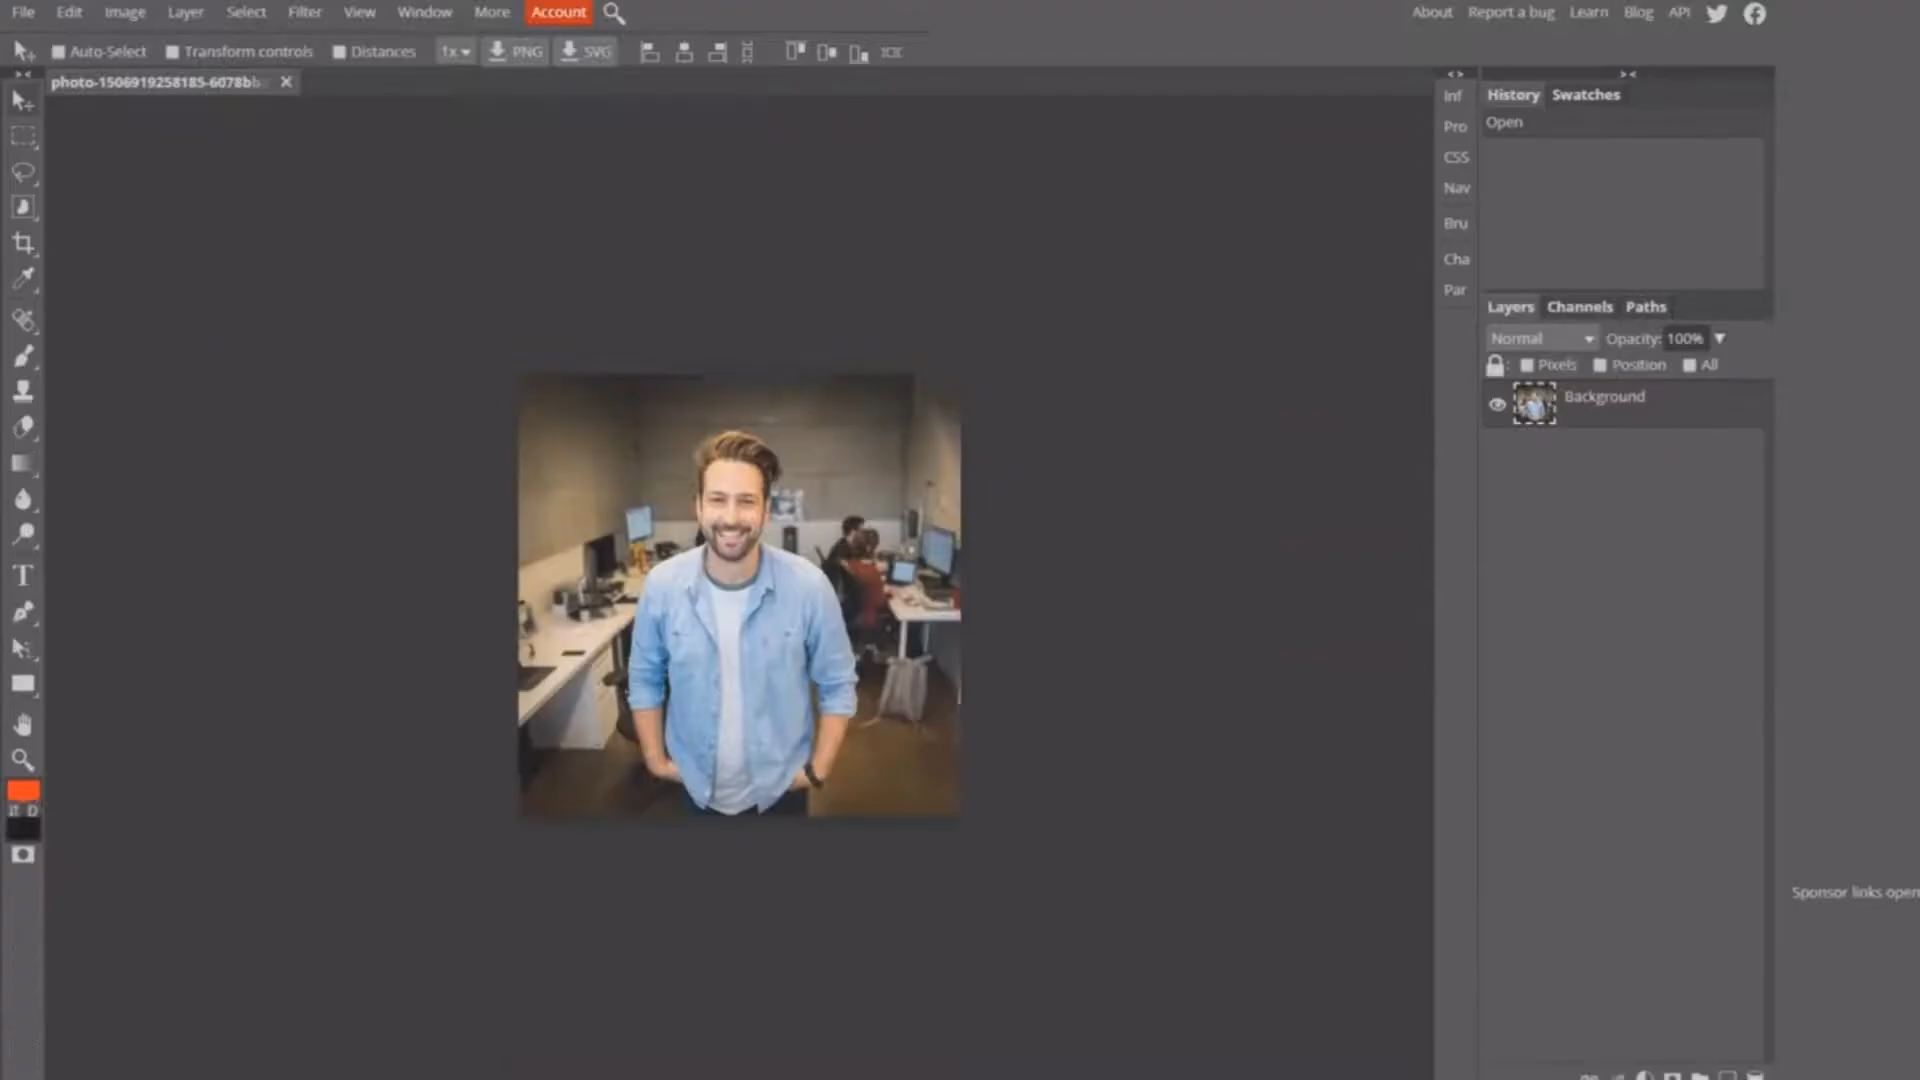 File Edit Image Layer Select Filter View Window More Account About Report a bug Learn Blog API
Auto-Select Transform controls Distances 1x PNG SVG
photo-1506919258185-6078bb
Inf
Pro
CSS
Nav
Bru
Cha
Par
History Swatches
Open
Layers Channels Paths
Normal Opacity: 100%
Pixels Position All
Background
T
D
Sponsor links open